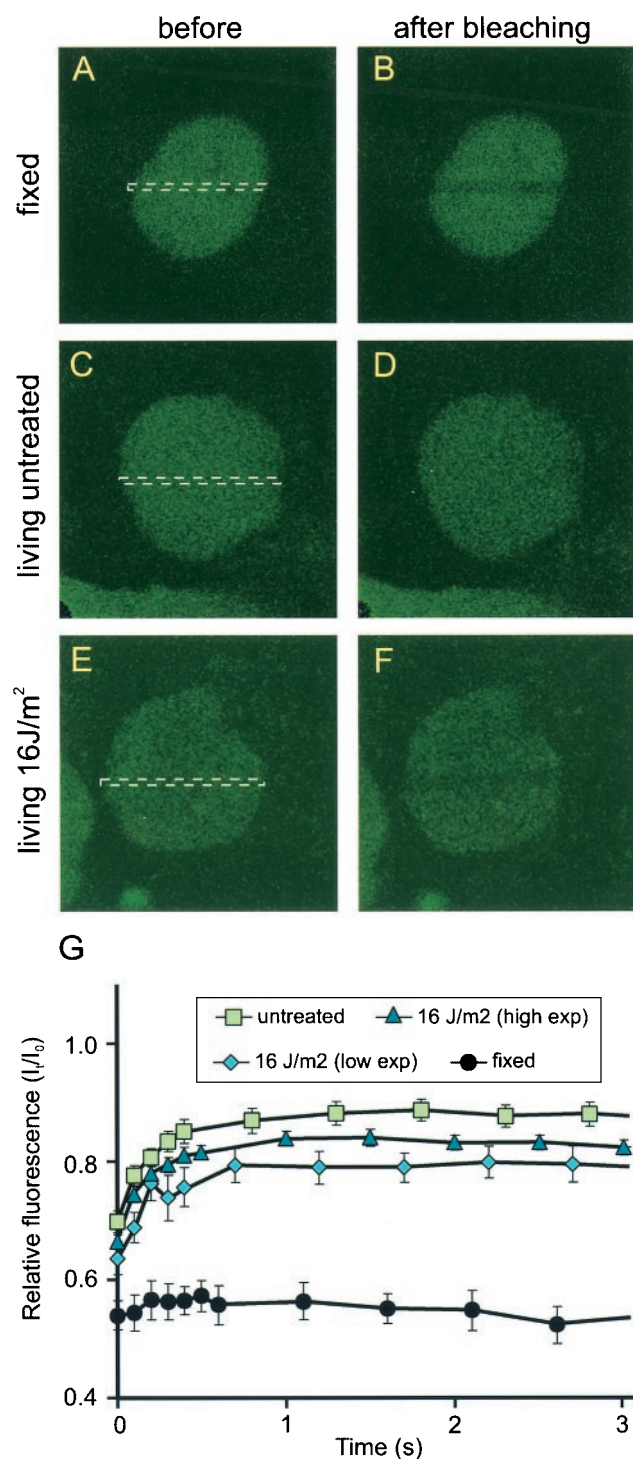 before after bleaching
fixed
A B
living untreated
C D
living 16J/m²
E F
G
Relative fluorescence (Iₜ/I₀)
1.0
0.8
0.6
0.4
untreated 16 J/m2 (high exp)
16 J/m2 (low exp) fixed
0 1 2 3
Time (s)